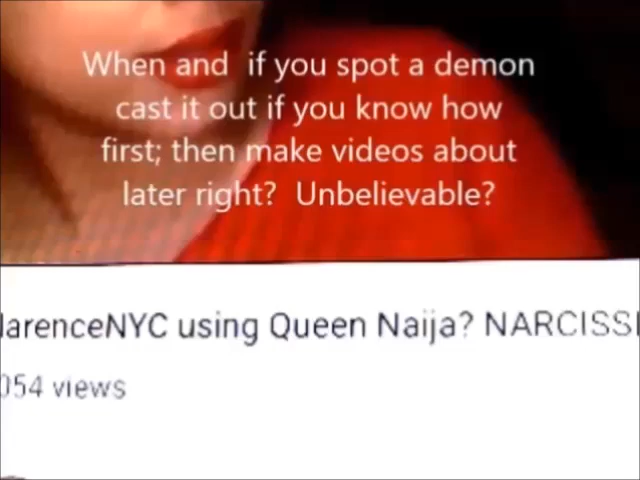 When and if you spot a demon
cast it out if you know how
first; then make videos about
later right? Unbelievable?
larenceNYC using Queen Naija? NARCISSI
054 views